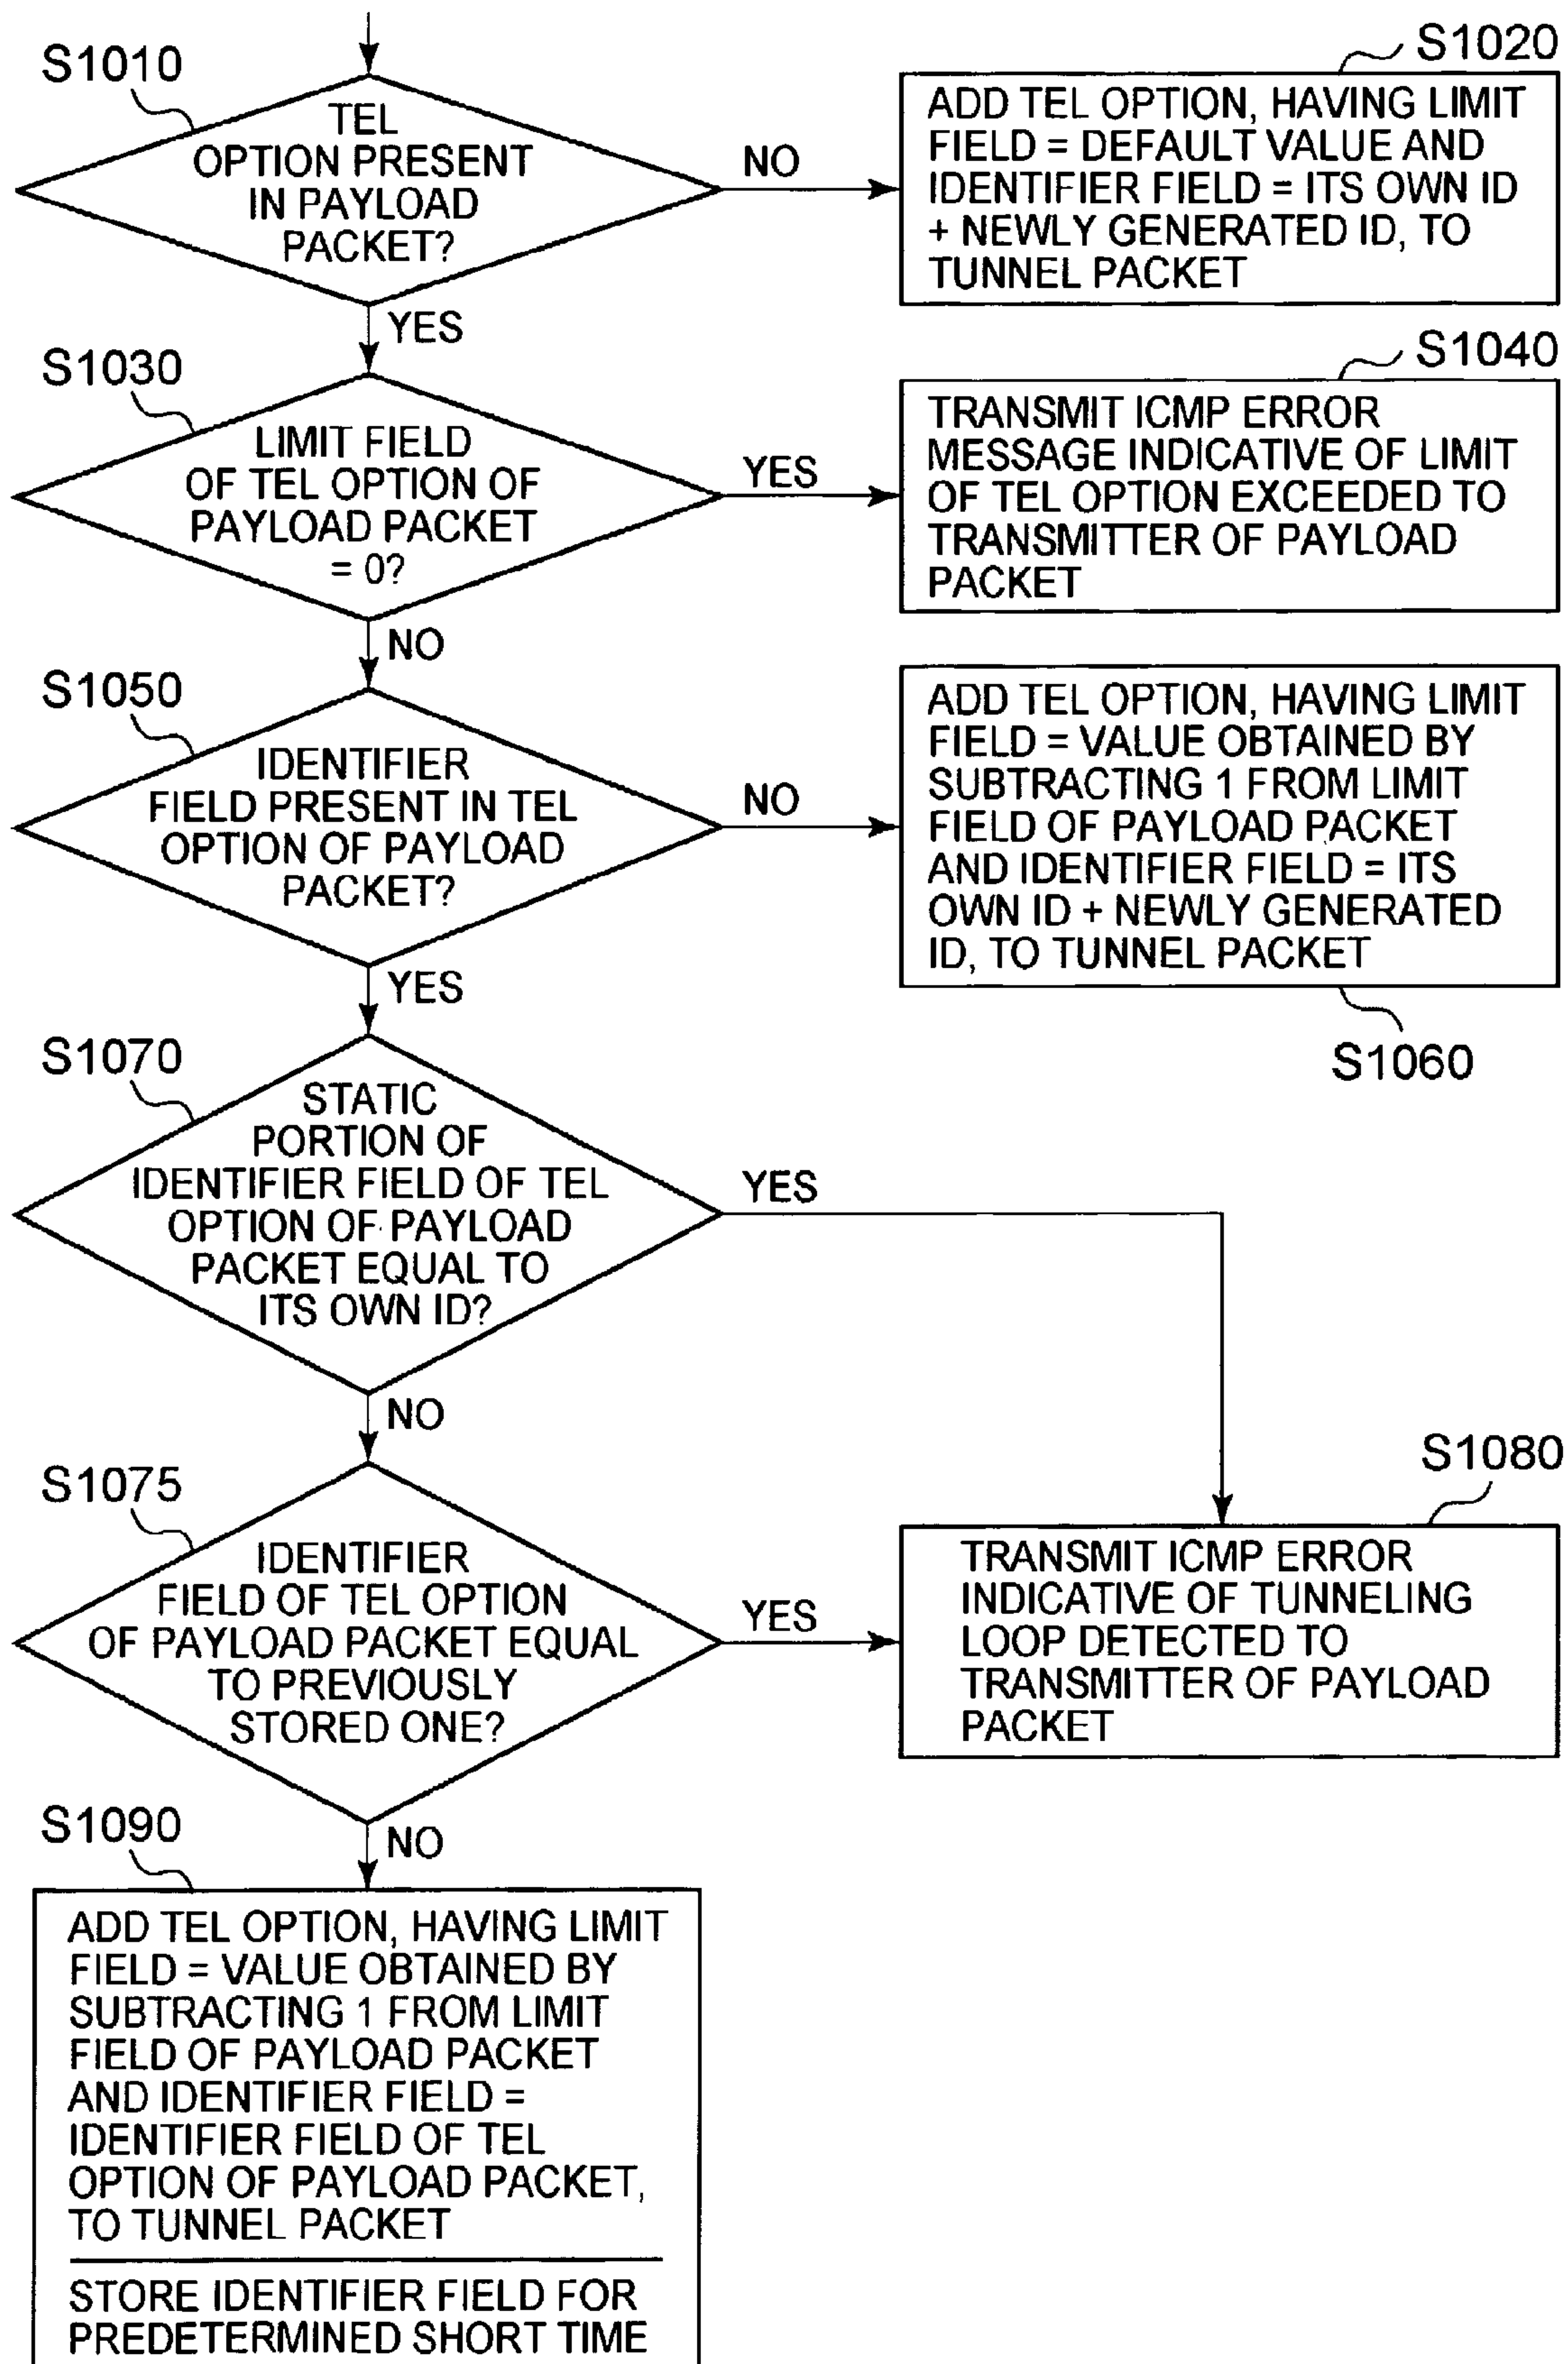 S1010
TEL
OPTION PRESENT
IN PAYLOAD
PACKET?
NO
YES
S1020
ADD TEL OPTION, HAVING LIMIT
FIELD = DEFAULT VALUE AND
IDENTIFIER FIELD = ITS OWN ID
+ NEWLY GENERATED ID, TO
TUNNEL PACKET
S1030
LIMIT FIELD
OF TEL OPTION OF
PAYLOAD PACKET
= 0?
YES
NO
S1040
TRANSMIT ICMP ERROR
MESSAGE INDICATIVE OF LIMIT
OF TEL OPTION EXCEEDED TO
TRANSMITTER OF PAYLOAD
PACKET
S1050
IDENTIFIER
FIELD PRESENT IN TEL
OPTION OF PAYLOAD
PACKET?
NO
YES
ADD TEL OPTION, HAVING LIMIT
FIELD = VALUE OBTAINED BY
SUBTRACTING 1 FROM LIMIT
FIELD OF PAYLOAD PACKET
AND IDENTIFIER FIELD = ITS
OWN ID + NEWLY GENERATED
ID, TO TUNNEL PACKET
S1060
S1070
STATIC
PORTION OF
IDENTIFIER FIELD OF TEL
OPTION OF PAYLOAD
PACKET EQUAL TO
ITS OWN ID?
YES
NO
S1075
IDENTIFIER
FIELD OF TEL OPTION
OF PAYLOAD PACKET EQUAL
TO PREVIOUSLY
STORED ONE?
YES
NO
S1080
TRANSMIT ICMP ERROR
INDICATIVE OF TUNNELING
LOOP DETECTED TO
TRANSMITTER OF PAYLOAD
PACKET
S1090
ADD TEL OPTION, HAVING LIMIT
FIELD = VALUE OBTAINED BY
SUBTRACTING 1 FROM LIMIT
FIELD OF PAYLOAD PACKET
AND IDENTIFIER FIELD =
IDENTIFIER FIELD OF TEL
OPTION OF PAYLOAD PACKET,
TO TUNNEL PACKET
STORE IDENTIFIER FIELD FOR
PREDETERMINED SHORT TIME